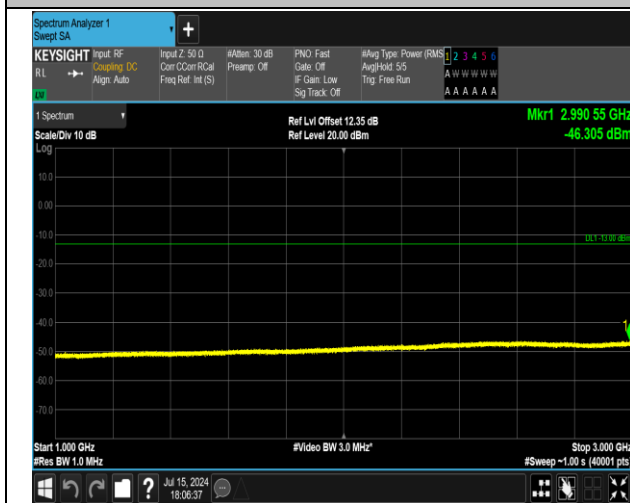 Spectrum Analyzer 1
Swept SA
+
KEYSIGHT
RL
Input: RF
Coupling: DC
Align: Auto
Input Z: 50 Ω
Corr CCorr RCal
Freq Ref: Int (S)
#Atten: 30 dB
Preamp: Off
PNO: Fast
Gate: Off
IF Gain: Low
Sig Track: Off
#Avg Type: Power (RMS
Avg|Hold: 5/5
Trig: Free Run
1 2 3 4 5 6
A W W W W W
A A A A A A
1 Spectrum
Scale/Div 10 dB
Log
Ref Lvl Offset 12.35 dB
Ref Level 20.00 dBm
Mkr1 2.990 55 GHz
-46.305 dBm
10.0
0.00
-10.0
DL1 -13.00 dBm
-20.0
-30.0
-40.0
1
-50.0
-60.0
-70.0
Start 1.000 GHz
#Res BW 1.0 MHz
#Video BW 3.0 MHz*
Stop 3.000 GHz
#Sweep ~1.00 s (40001 pts)
?
Jul 15, 2024
18:06:37